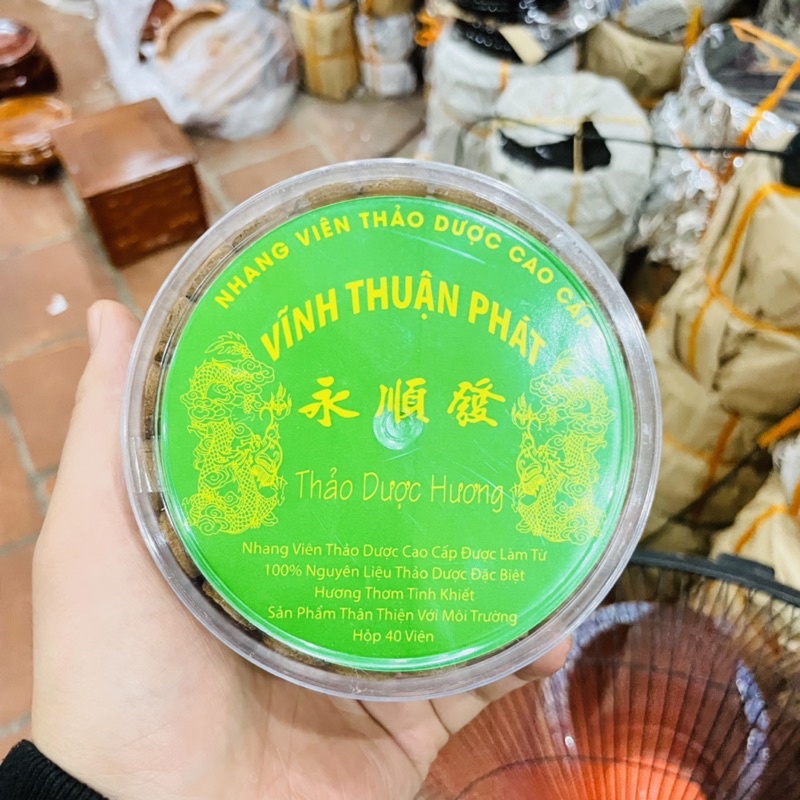 NHANG VIÊN THẢO DƯỢC CAO CẤP
VĨNH THUẬN PHÁT
永順發
Thảo Dược Hương
Nhang Viên Thảo Dược Cao Cấp Được Làm Từ
100% Nguyên Liệu Thảo Dược Đặc Biệt
Hương Thơm Tinh Khiết
Sản Phẩm Thân Thiện Với Môi Trường
Hộp 40 Viên